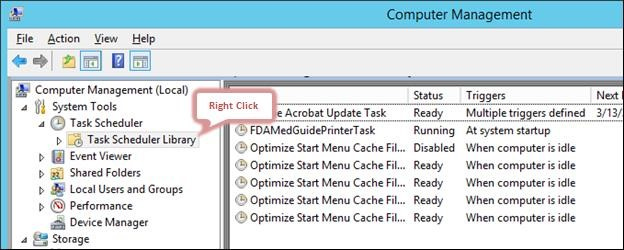 Computer Management
File Action View Help
Computer Management (Local)
System Tools
Task Scheduler
Task Scheduler Library
Event Viewer
Shared Folders
Local Users and Groups
Performance
Device Manager
Storage
Right Click
Status Triggers Next
Acrobat Update Task Ready Multiple triggers defined 3/13/
FDAMedGuidePrinterTask Running At system startup
Optimize Start Menu Cache Fil... Disabled When computer is idle
Optimize Start Menu Cache Fil... Ready When computer is idle
Optimize Start Menu Cache Fil... Ready When computer is idle
Optimize Start Menu Cache Fil... Ready When computer is idle
Optimize Start Menu Cache Fil... Ready When computer is idle